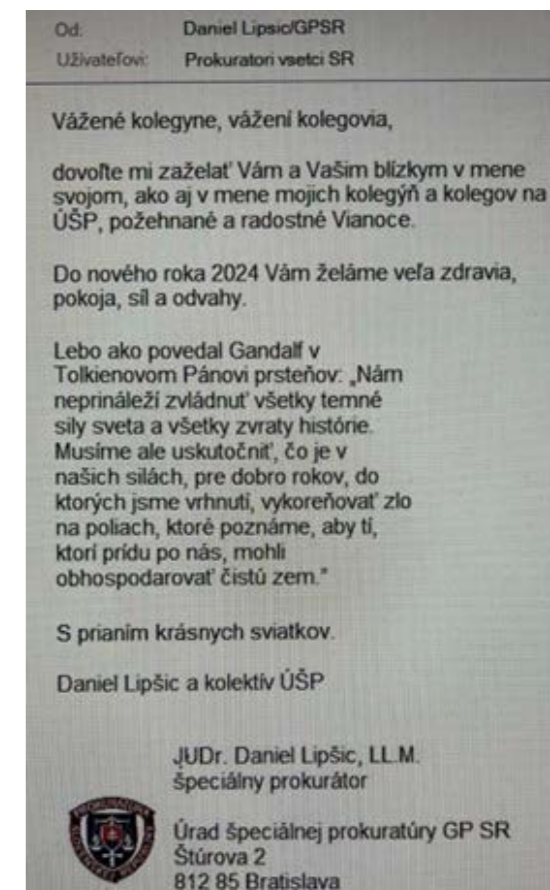 Od: Daniel Lipsic/GPSR
Užívateľovi: Prokuratori vsetci SR
Vážené kolegyne, vážení kolegovia,
dovoľte mi zaželať Vám a Vašim blízkym v mene
svojom, ako aj v mene mojich kolegýň a kolegov na
ÚŠP, požehnané a radostné Vianoce.
Do nového roka 2024 Vám želáme veľa zdravia,
pokoja, síl a odvahy.
Lebo ako povedal Gandalf v
Tolkienovom Pánovi prsteňov: „Nám
neprináleží zvládnuť všetky temné
sily sveta a všetky zvraty histórie.
Musíme ale uskutočniť, čo je v
našich silách, pre dobro rokov, do
ktorých jsme vrhnutí, vykoreňovať zlo
na poliach, ktoré poznáme, aby tí,
ktorí prídu po nás, mohli
obhospodarovať čistú zem."
S prianím krásnych sviatkov.
Daniel Lipšic a kolektív ÚŠP
JUDr. Daniel Lipšic, LL.M.
špeciálny prokurátor
PROKURATÚRA
SLOVENSKEJ REPUBLIKY
Úrad špeciálnej prokuratúry GP SR
Štúrova 2
812 85 Bratislava